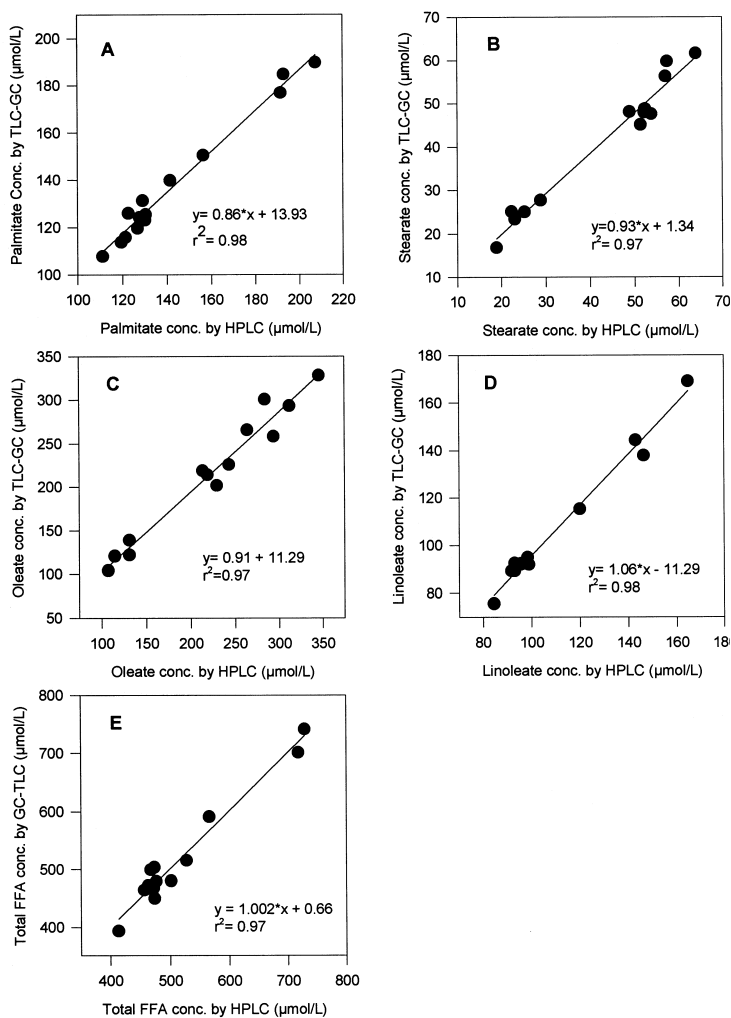 A
Palmitate Conc. by TLC-GC (µmol/L)
200
180
160
140
120
100
y= 0.86*x + 13.93
2
r = 0.98
100 120 140 160 180 200 220
Palmitate conc. by HPLC (µmol/L)
B
Stearate conc. by TLC-GC (µmol/L)
70
60
50
40
30
20
10
y=0.93*x + 1.34
r²= 0.97
10 20 30 40 50 60 70
Stearate conc. by HPLC (µmol/L)
C
Oleate conc. by TLC-GC (µmol/L)
350
300
250
200
150
100
50
y= 0.91 + 11.29
r²=0.97
100 150 200 250 300 350
Oleate conc. by HPLC (µmol/L)
D
Linoleate conc. by TLC-GC (µmol/L)
180
160
140
120
100
80
y= 1.06*x - 11.29
r²= 0.98
80 100 120 140 160 180
Linoleate conc. by HPLC (µmol/L)
E
Total FFA conc. by GC-TLC (µmol/L)
800
700
600
500
400
y = 1.002*x + 0.66
r²= 0.97
400 500 600 700 800
Total FFA conc. by HPLC (µmol/L)